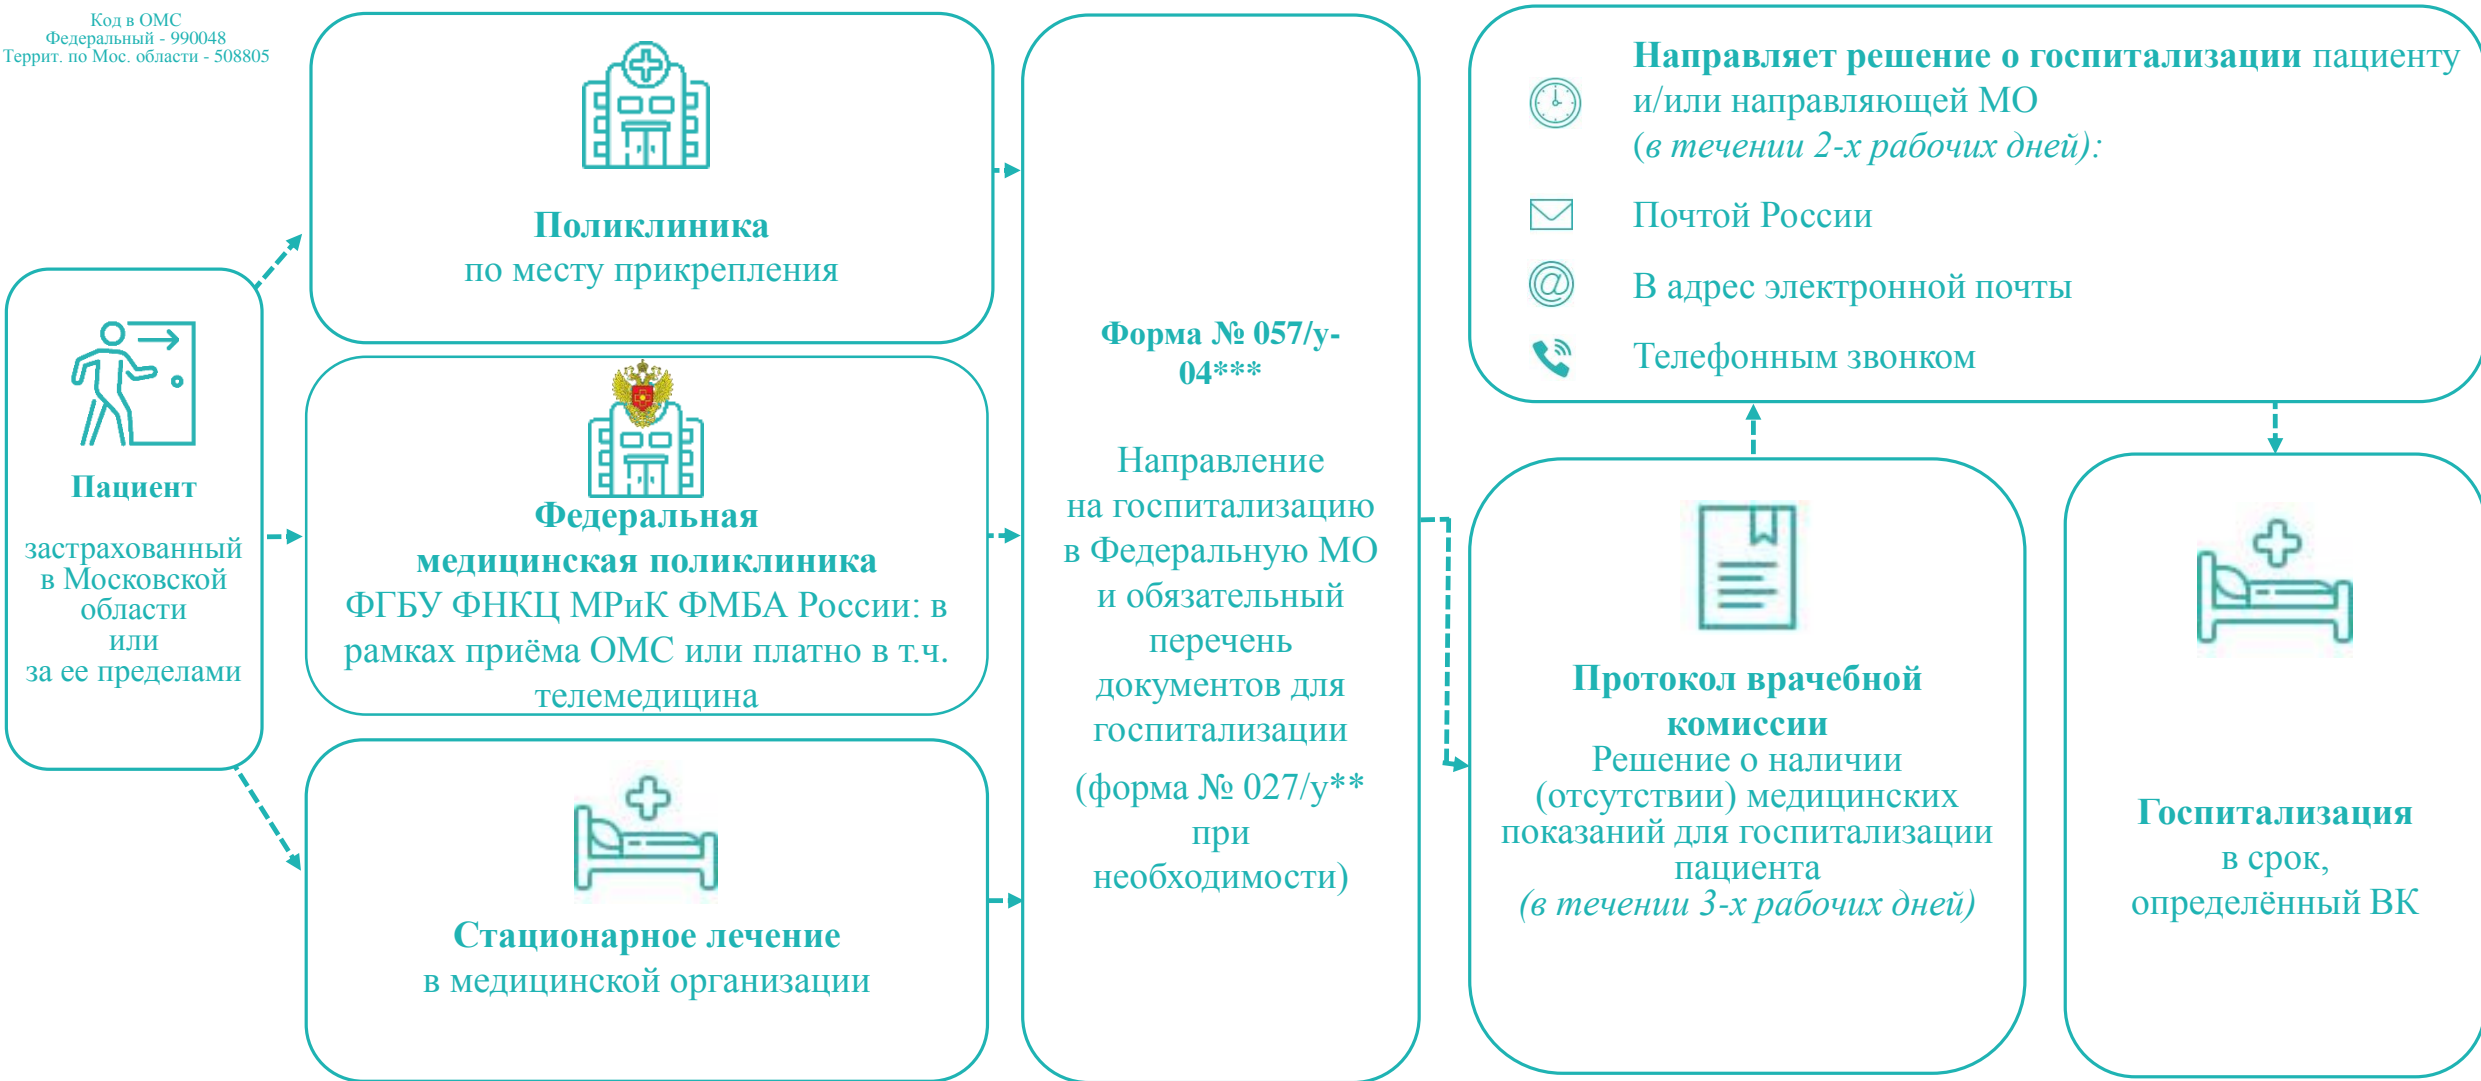 Код в ОМС
Федеральный - 990048
Террит. по Мос. области - 508805
Пациент
застрахованный
в Московской
области
или
за ее пределами
Поликлиника
по месту прикрепления
Федеральная
медицинская поликлиника
ФГБУ ФНКЦ МРиК ФМБА России: в
рамках приёма ОМС или платно в т.ч.
телемедицина
Стационарное лечение
в медицинской организации
Форма № 057/у-
04***
Направление
на госпитализацию
в Федеральную МО
и обязательный
перечень
документов для
госпитализации
(форма № 027/у**
при
необходимости)
Направляет решение о госпитализации пациенту
и/или направляющей МО
(в течении 2-х рабочих дней):
Почтой России
В адрес электронной почты
Телефонным звонком
Протокол врачебной
комиссии
Решение о наличии
(отсутствии) медицинских
показаний для госпитализации
пациента
(в течении 3-х рабочих дней)
Госпитализация
в срок,
определённый ВК